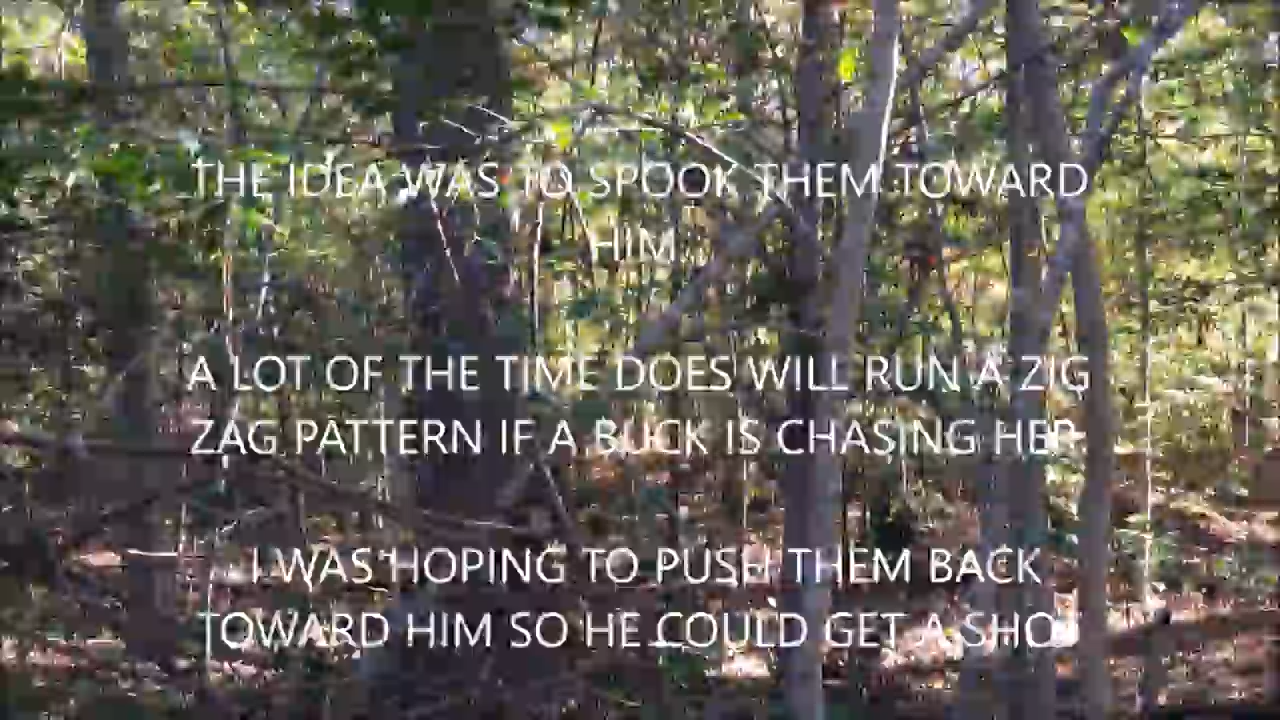 THE IDEA WAS TO SPOOK THEM TOWARD
HIM.
A LOT OF THE TIME DOES WILL RUN A ZIG
ZAG PATTERN IF A BUCK IS CHASING HER.
I WAS HOPING TO PUSH THEM BACK
TOWARD HIM SO HE COULD GET A SHOT